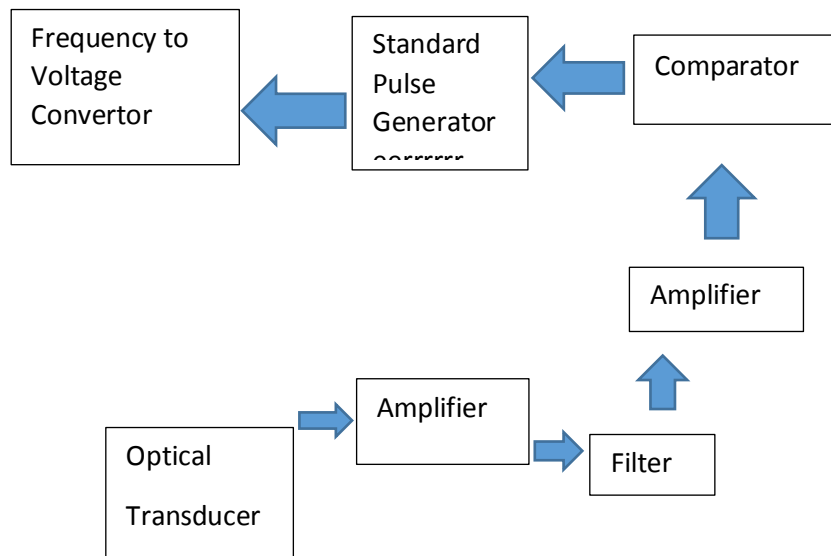 Frequency to
Voltage
Convertor
Standard
Pulse
Generator
Comparator
Amplifier
Amplifier
Filter
Optical
Transducer